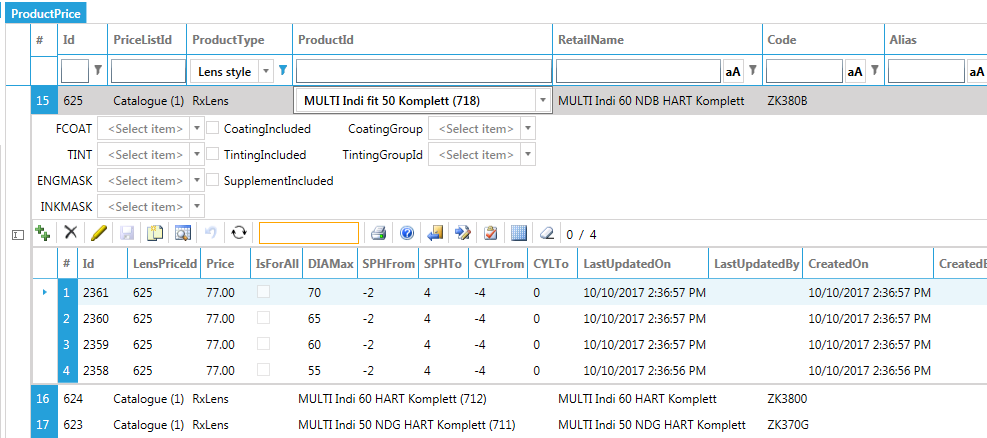 ProductPrice
# Id PriceListId ProductType ProductId RetailName Code Alias
Lens style aA aA aA
15 625 Catalogue (1) RxLens MULTI Indi fit 50 Komplett (718) MULTI Indi 60 NDB HART Komplett ZK380B
FCOAT <Select item> CoatingIncluded CoatingGroup <Select item>
TINT <Select item> TintingIncluded TintingGroupId <Select item>
ENGMASK <Select item> SupplementIncluded
INKMASK <Select item>
0 / 4
# Id LensPriceId Price IsForAll DIAMax SPHFrom SPHTo CYLFrom CYLTo LastUpdatedOn LastUpdatedBy CreatedOn CreatedB
1 2361 625 77.00 70 -2 4 -4 0 10/10/2017 2:36:57 PM 10/10/2017 2:36:57 PM
2 2360 625 77.00 65 -2 4 -4 0 10/10/2017 2:36:57 PM 10/10/2017 2:36:57 PM
3 2359 625 77.00 60 -2 4 -4 0 10/10/2017 2:36:57 PM 10/10/2017 2:36:57 PM
4 2358 625 77.00 55 -2 4 -4 0 10/10/2017 2:36:56 PM 10/10/2017 2:36:56 PM
16 624 Catalogue (1) RxLens MULTI Indi 60 HART Komplett (712) MULTI Indi 60 HART Komplett ZK3800
17 623 Catalogue (1) RxLens MULTI Indi 50 NDG HART Komplett (711) MULTI Indi 50 NDG HART Komplett ZK370G